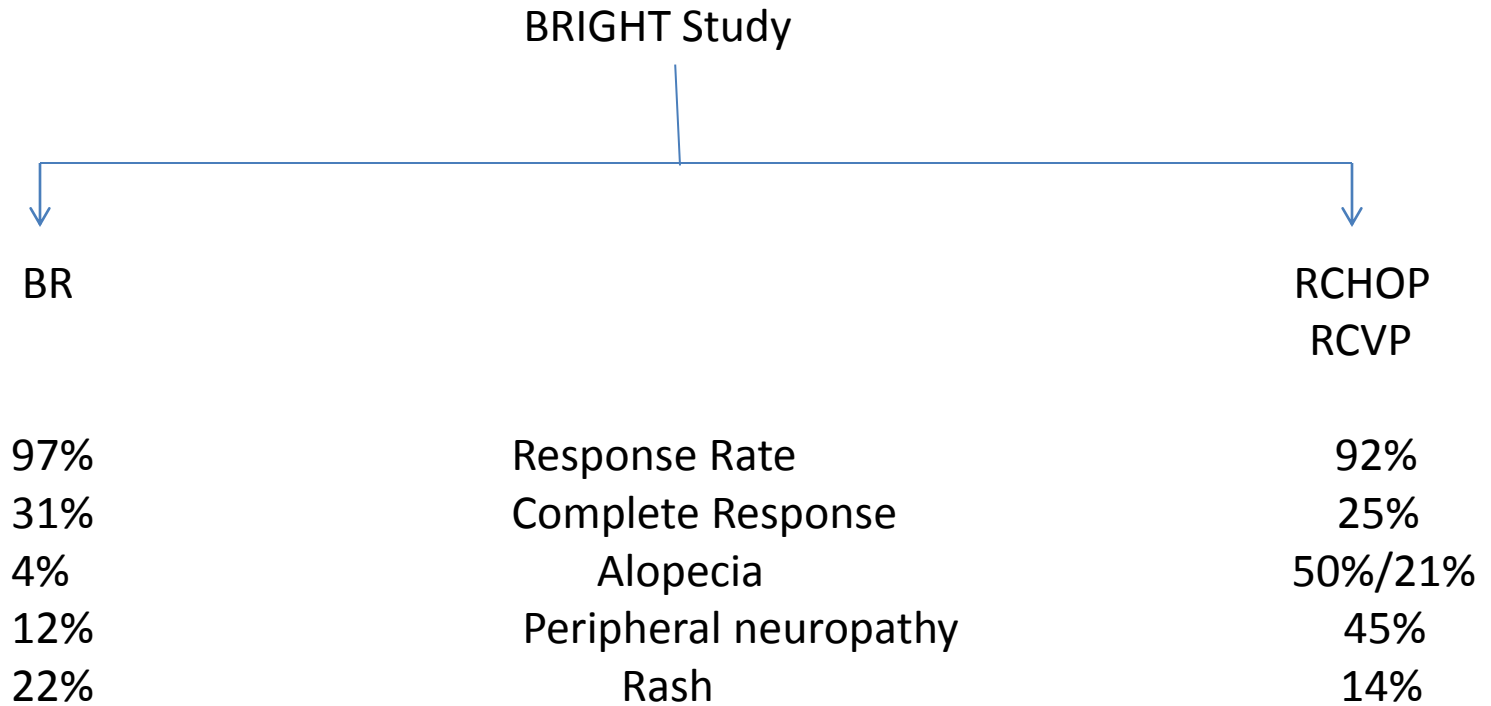 BRIGHT Study
BR RCHOP
RCVP
97% Response Rate 92%
31% Complete Response 25%
4% Alopecia 50%/21%
12% Peripheral neuropathy 45%
22% Rash 14%